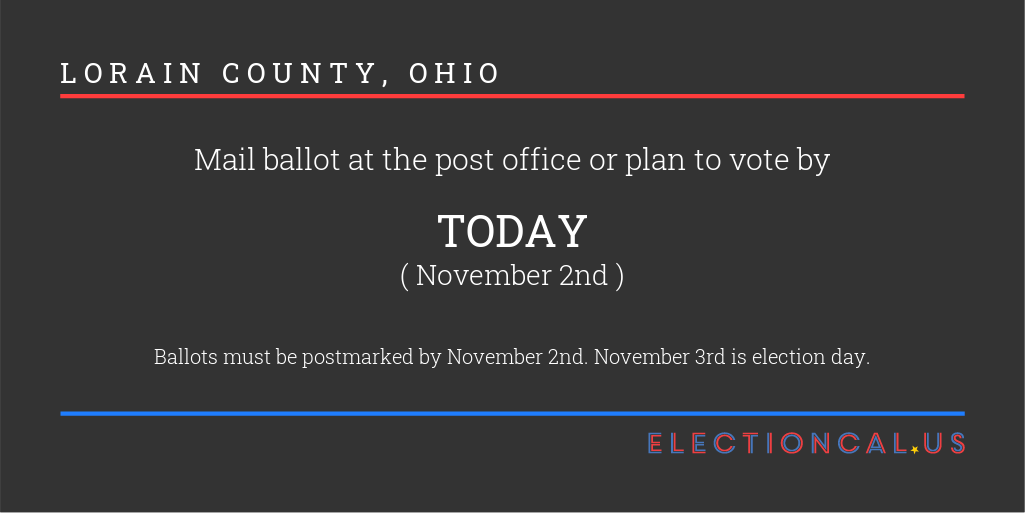 LORAIN COUNTY, OHIO
Mail ballot at the post office or plan to vote by
TODAY
( November 2nd )
Ballots must be postmarked by November 2nd. November 3rd is election day.
ELECTIONCAL.US